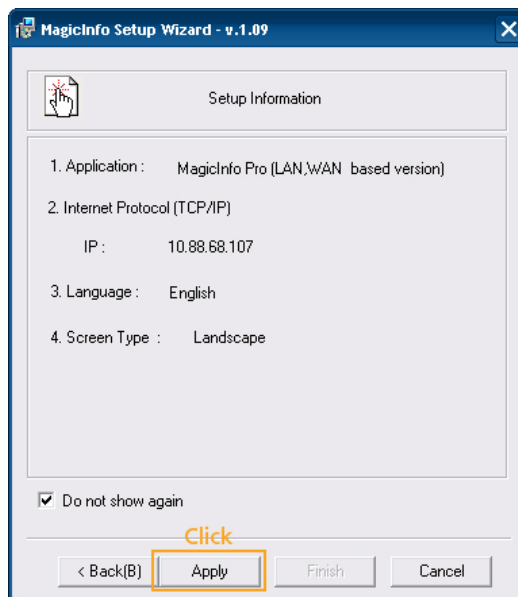 MagicInfo Setup Wizard - v.1.09
Setup Information
1. Application : MagicInfo Pro (LAN,WAN based version)
2. Internet Protocol (TCP/IP)
IP : 10.88.68.107
3. Language : English
4. Screen Type : Landscape
Do not show again
Click
< Back(B) Apply Finish Cancel